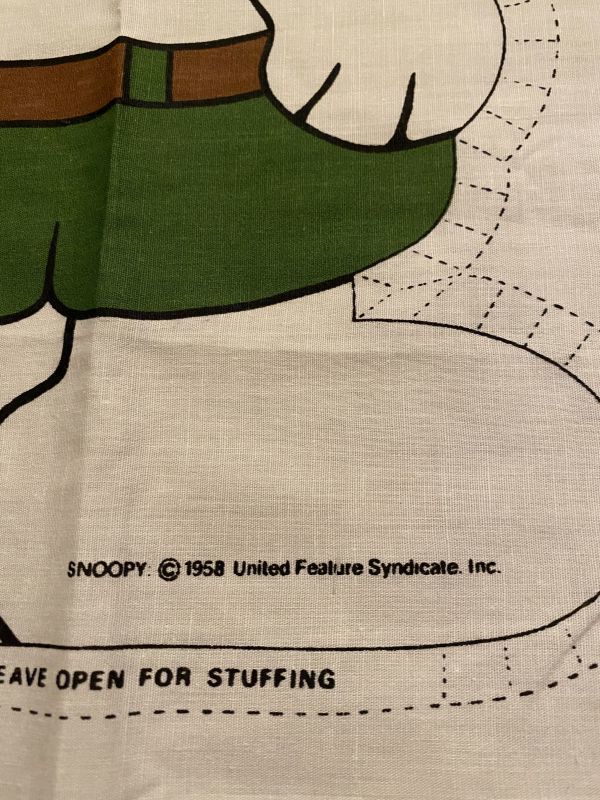 SNOOPY: © 1958 United Feature Syndicate. Inc.
EAVE OPEN FOR STUFFING